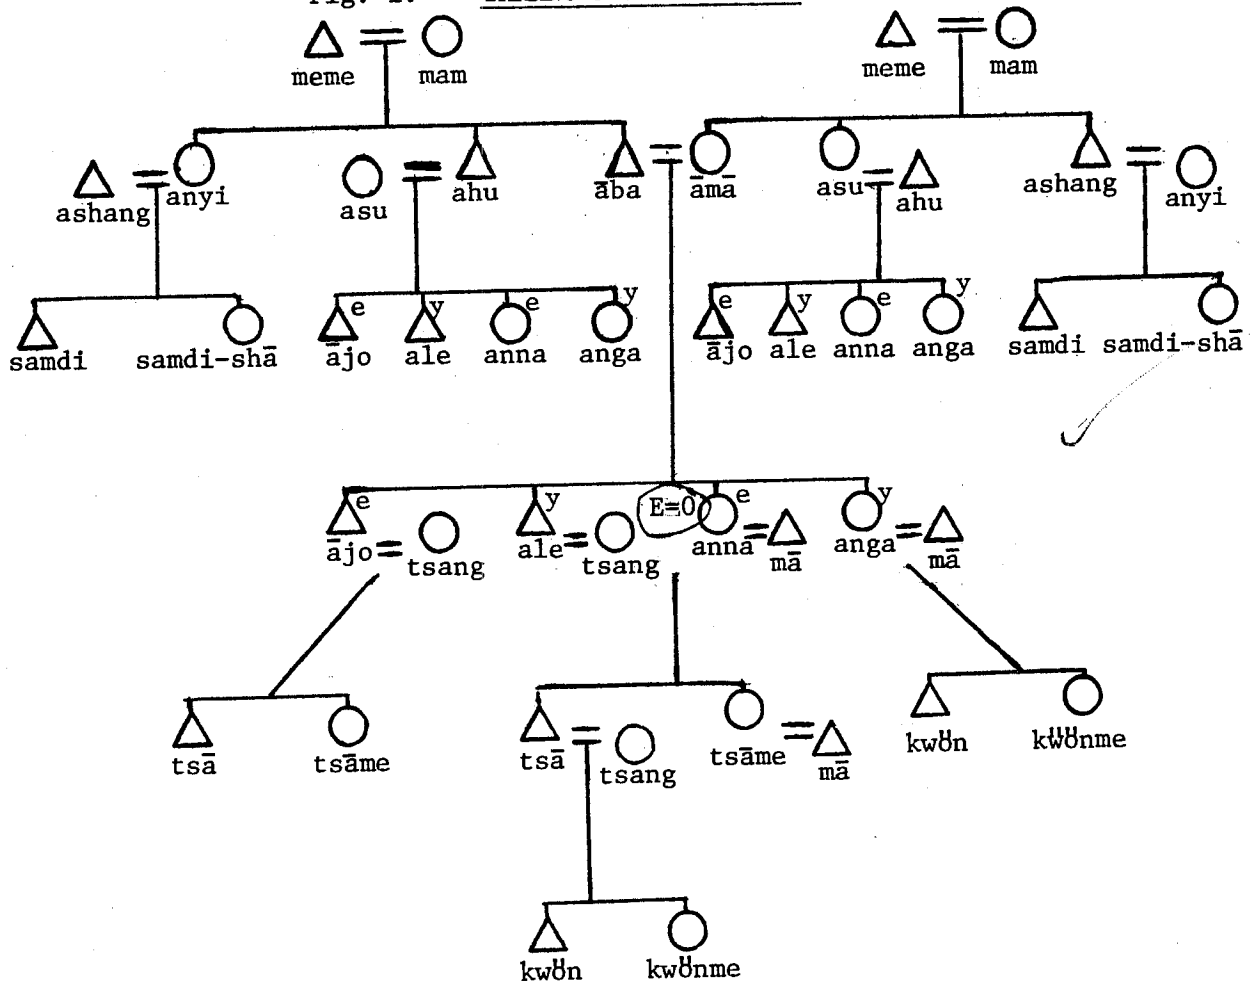 meme mam meme mam
ashang anyi asu ahu āba āmā asu ahu ashang anyi
e y e y e y e y
samdi samdi-shā ājo ale anna anga ājo ale anna anga samdi samdi-shā
e y E=O e y
ājo tsang ale tsang anna mā anga mā
tsā tsāme tsā tsang tsāme mā kwön kwönme
kwön kwönme